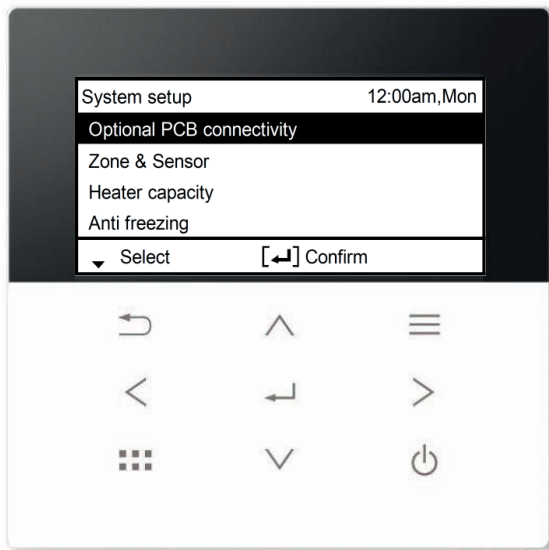 System setup 12:00am,Mon
Optional PCB connectivity
Zone & Sensor
Heater capacity
Anti freezing
Select [↵] Confirm